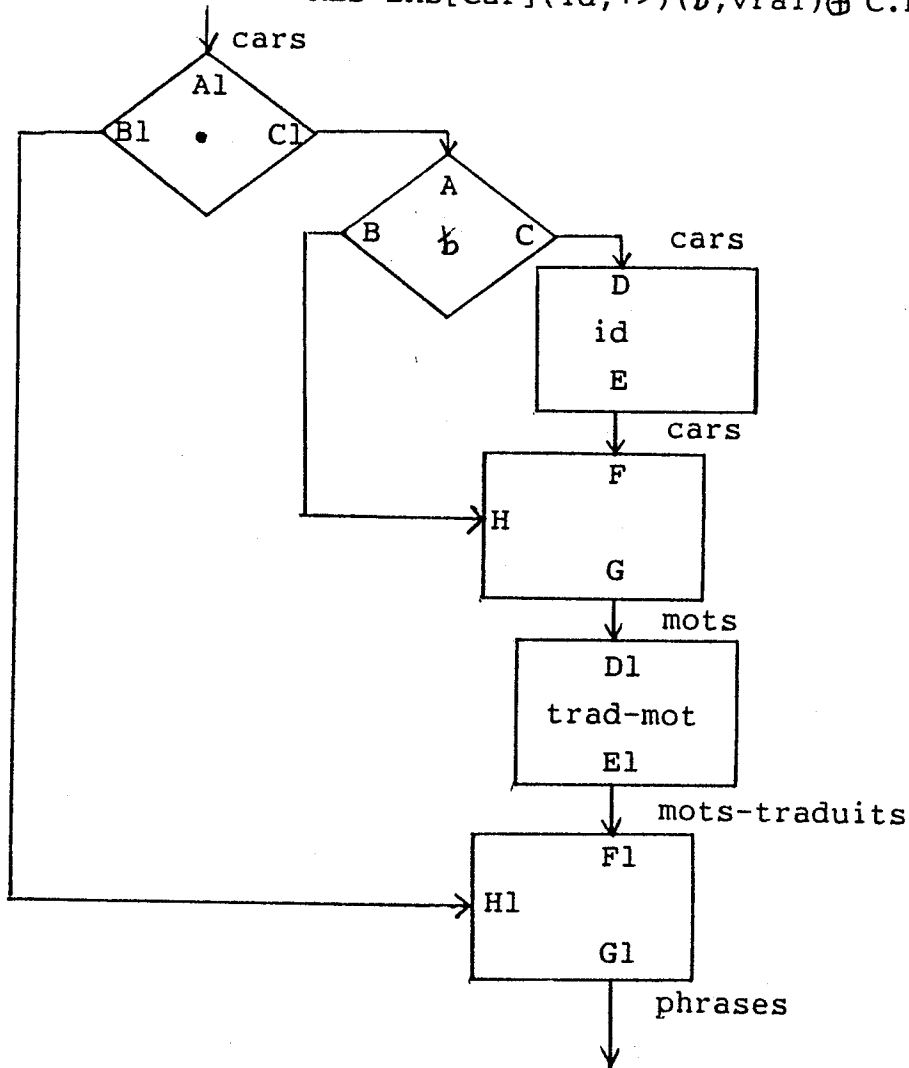 cars
A1
B1 • C1
A
B ƀ C
cars
D
id
E
cars
F
H
G
mots
D1
trad-mot
E1
mots-traduits
F1
H1
G1
phrases